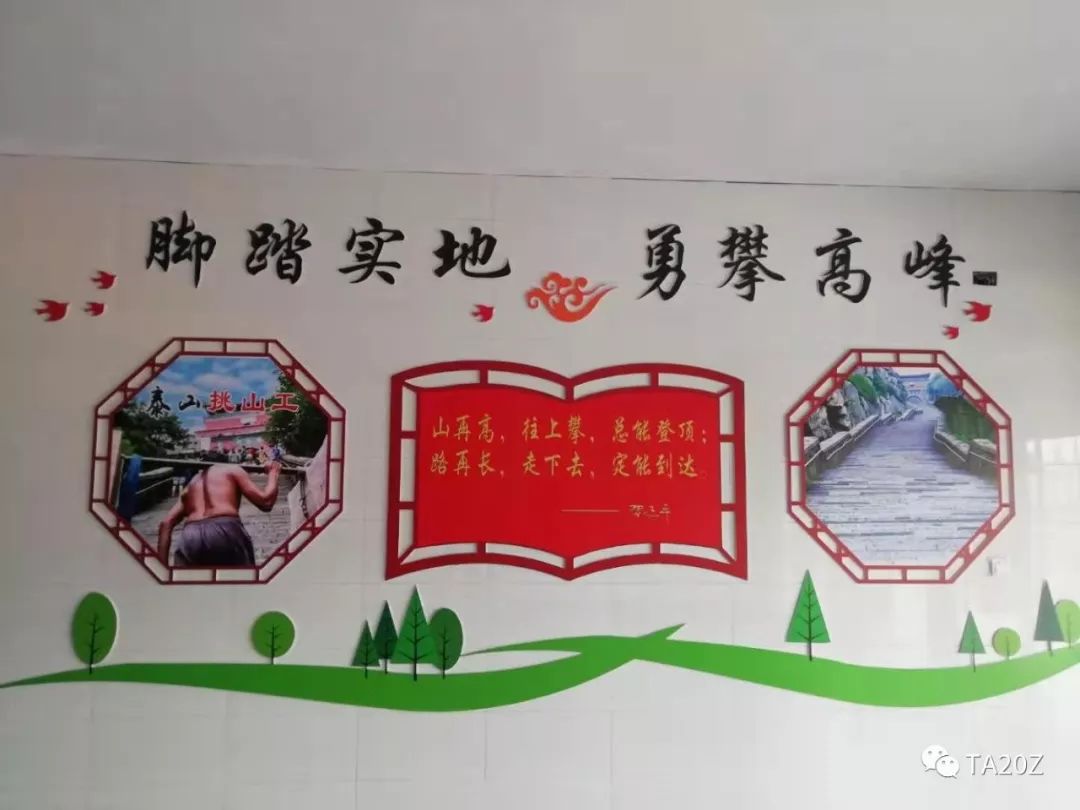 脚踏实地 勇攀高峰
泰山挑山工
山再高，往上攀，总能登顶；
路再长，走下去，定能到达。
TA20Z